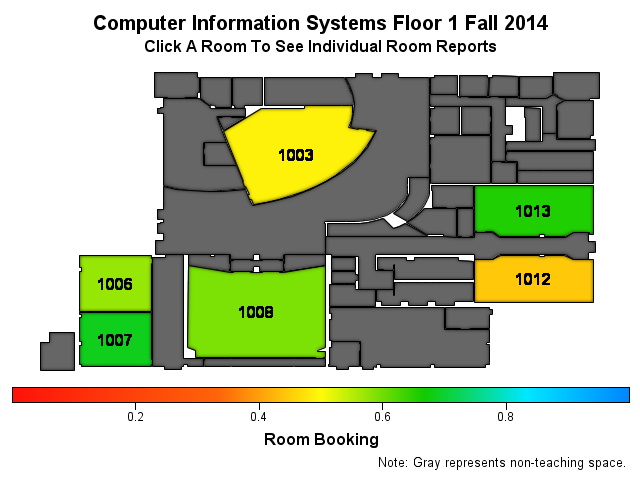 Computer Information Systems Floor 1 Fall 2014
Click A Room To See Individual Room Reports
1003
1013
1006
1012
1008
1007
0.2 0.4 0.6 0.8
Room Booking
Note: Gray represents non-teaching space.